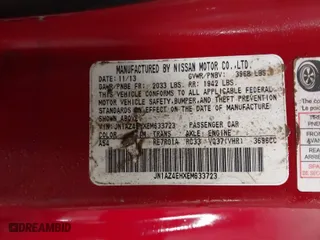 MANUFACTURED BY NISSAN MOTOR CO.,LTD.
DATE: 11/13 GVWR/PNBV: 3968 LBS
GAWR/PNBE FR: 2033 LBS RR: 1942 LBS
THIS VEHICLE CONFORMS TO ALL APPLICABLE FEDERAL
MOTOR VEHICLE SAFETY, BUMPER, AND THEFT PREVENTION
STANDARDS IN EFFECT ON THE DATE OF MANUFACTURE
SHOWN ABOVE.
VIN: JN1AZ4EHXEM633723 PASSENGER CAR
COLOR TRANS AXLE ENGINE
A54 RE7R01A RC33 VQ37(VHR) 3696CC
JN1AZ4EHXEM633723
DREAMBID